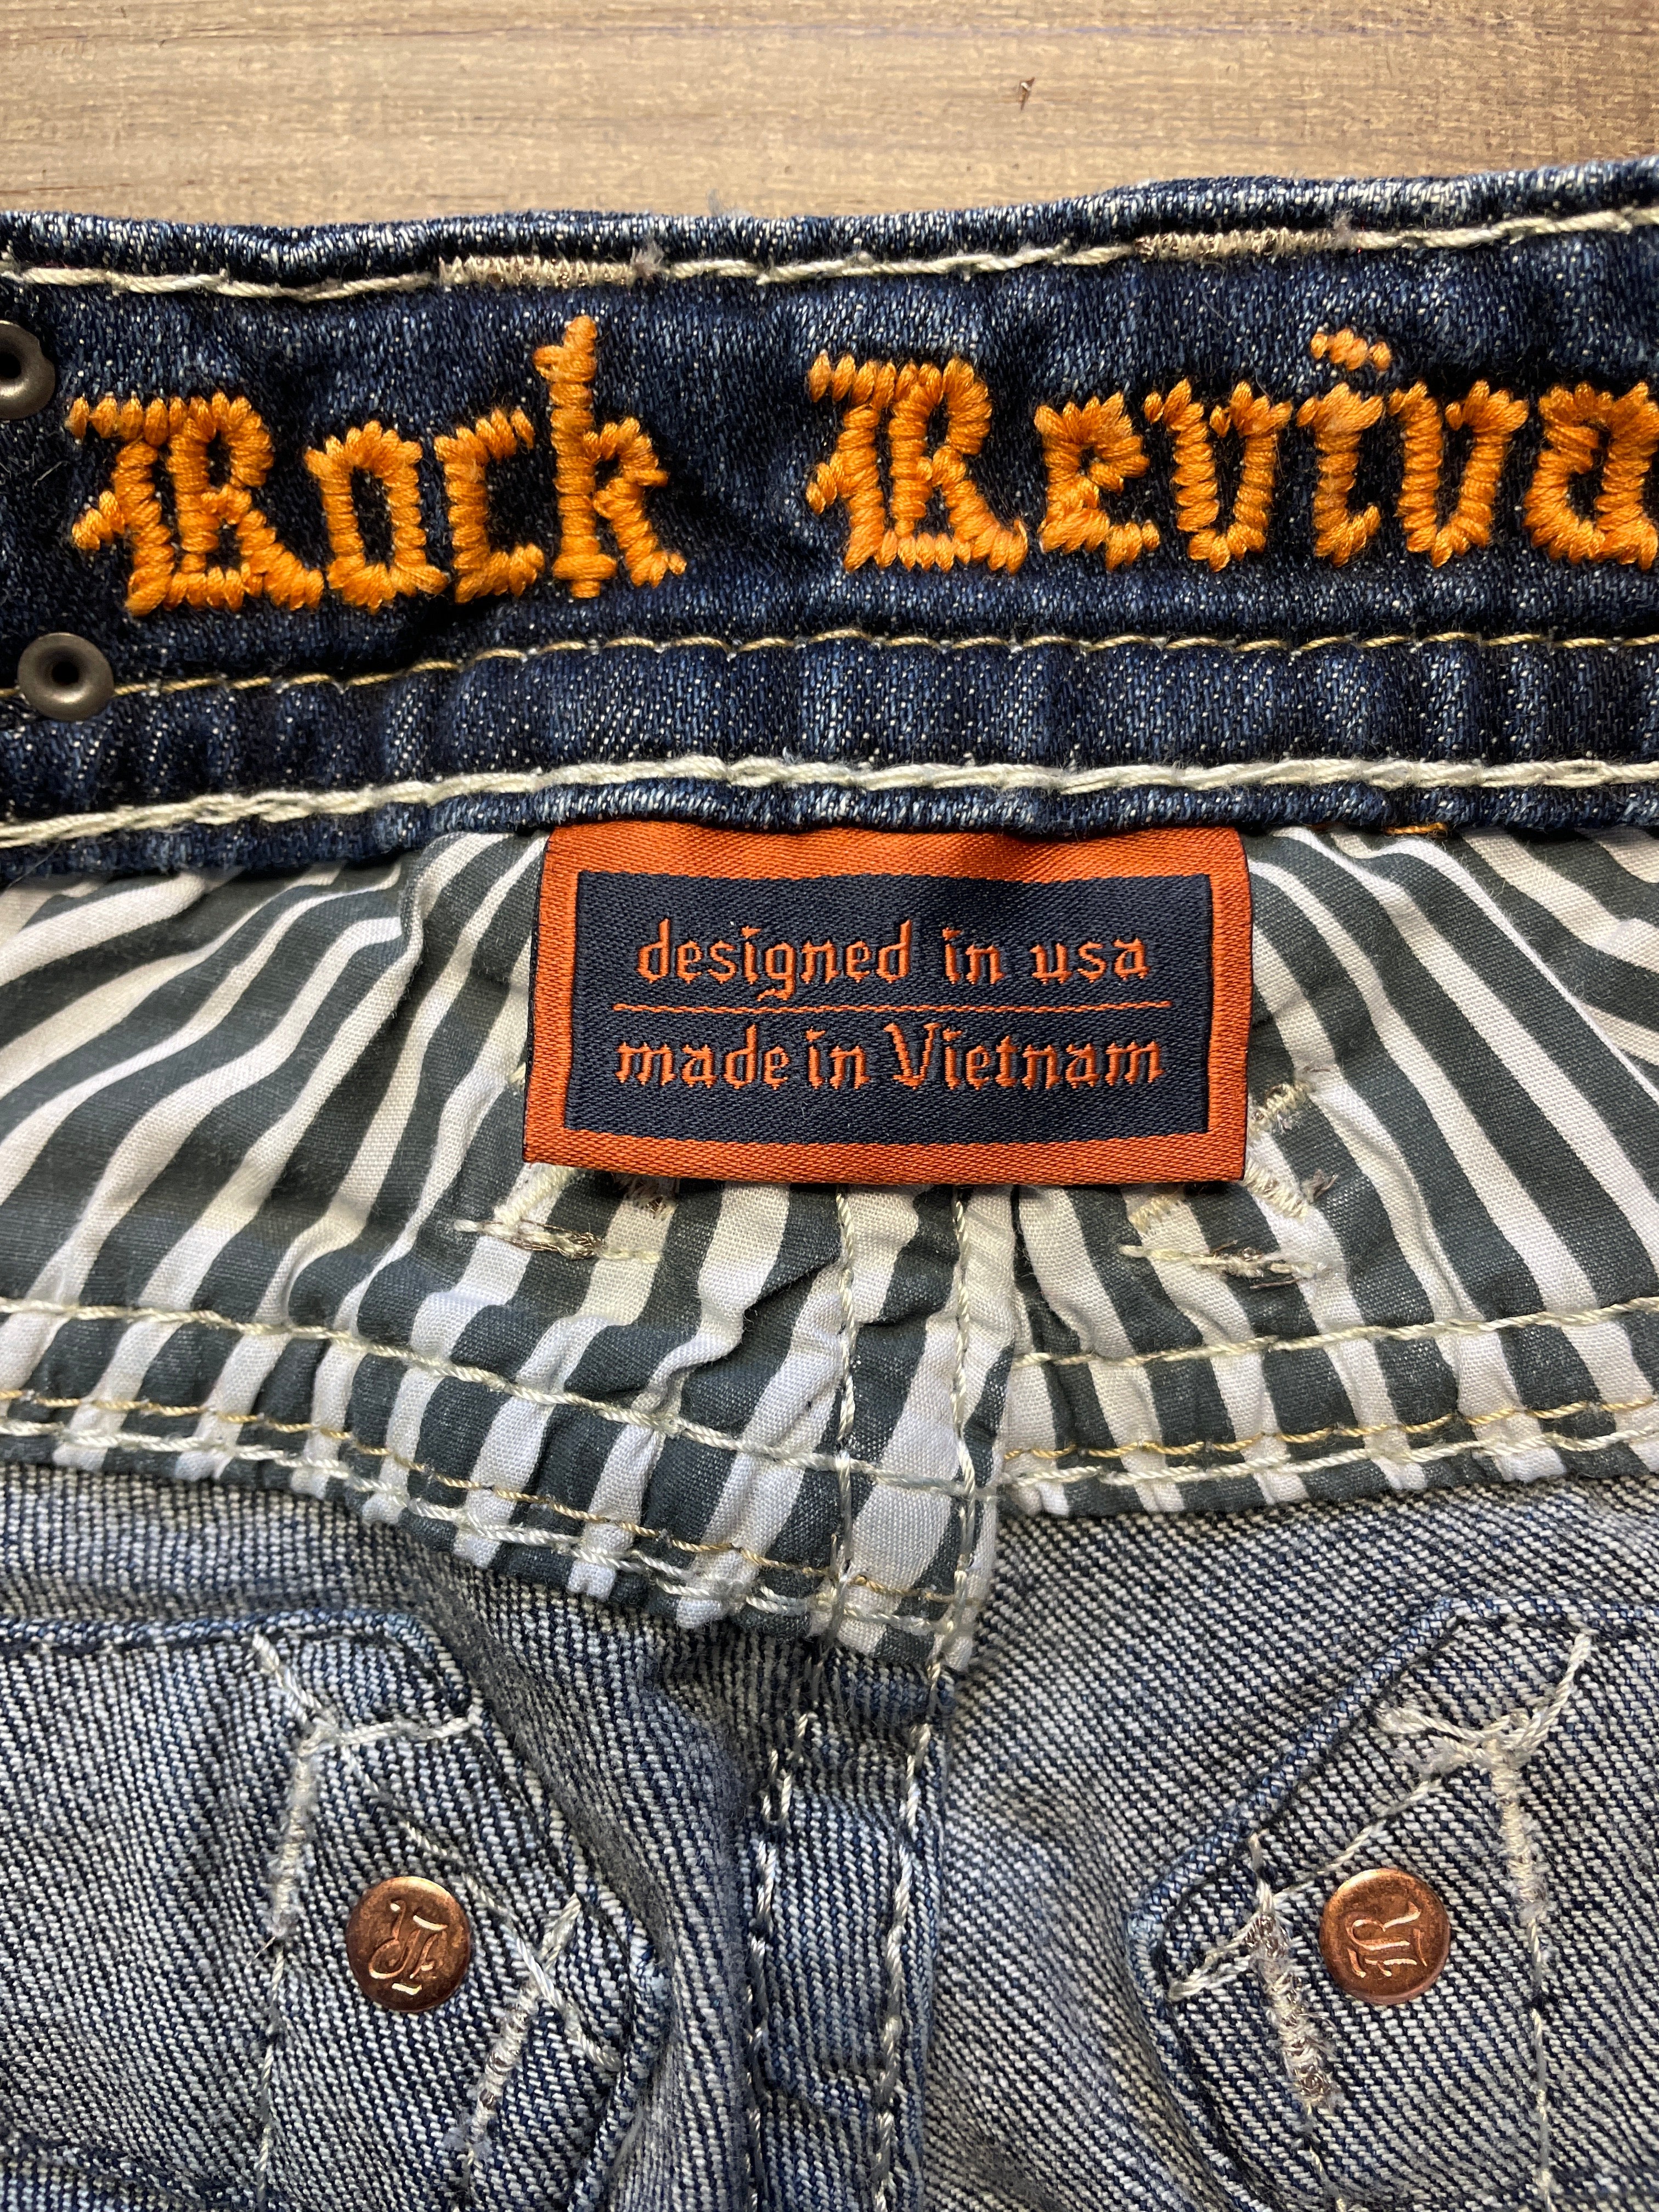 Rock Reviva
designed in usa
made in Vietnam
R
R